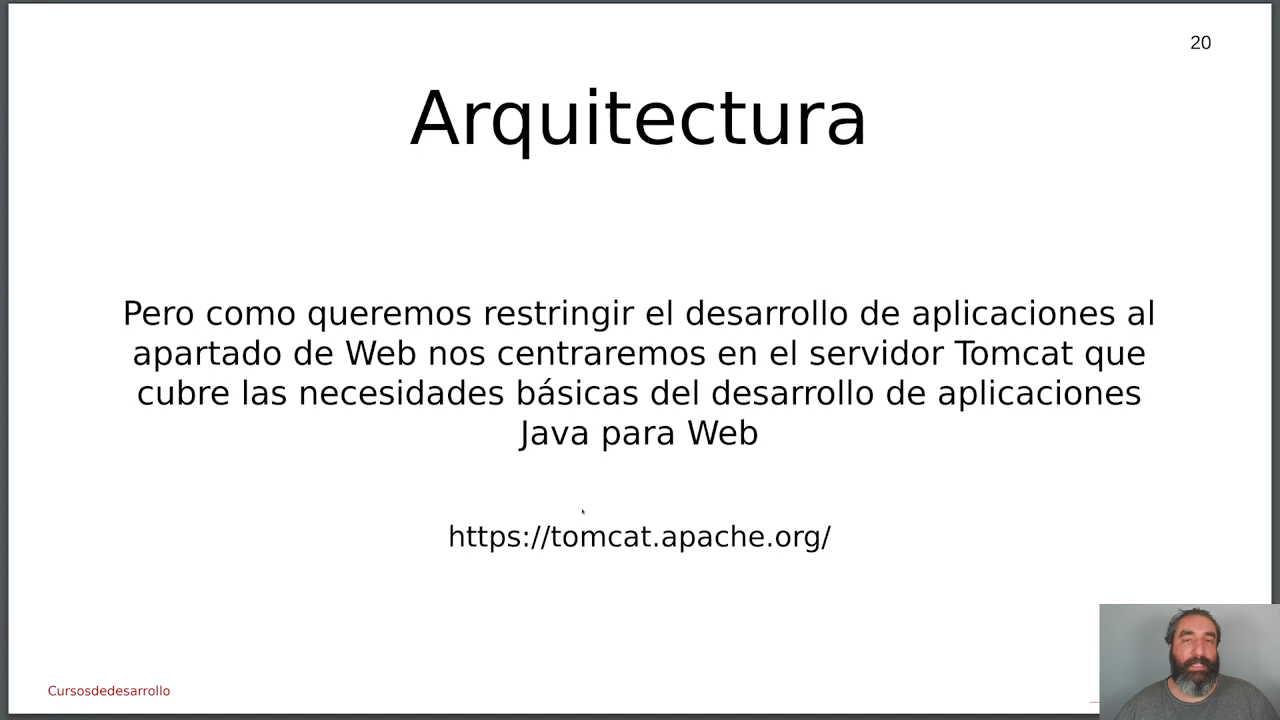 20
Arquitectura
Pero como queremos restringir el desarrollo de aplicaciones al
apartado de Web nos centraremos en el servidor Tomcat que
cubre las necesidades básicas del desarrollo de aplicaciones
Java para Web
https://tomcat.apache.org/
Cursosdedesarrollo